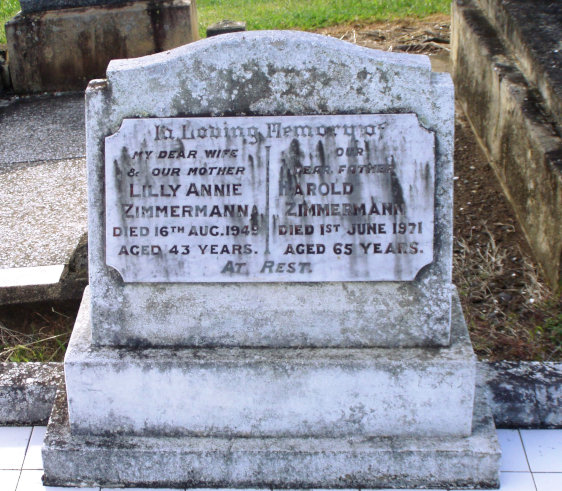 In Loving Memory of
MY DEAR WIFE
& OUR MOTHER
LILLY ANNIE
ZIMMERMANN
DIED 16TH AUG. 1949
AGED 43 YEARS.
OUR
DEAR FATHER
HAROLD
ZIMMERMANN
DIED 1ST JUNE 1971
AGED 65 YEARS.
AT REST.